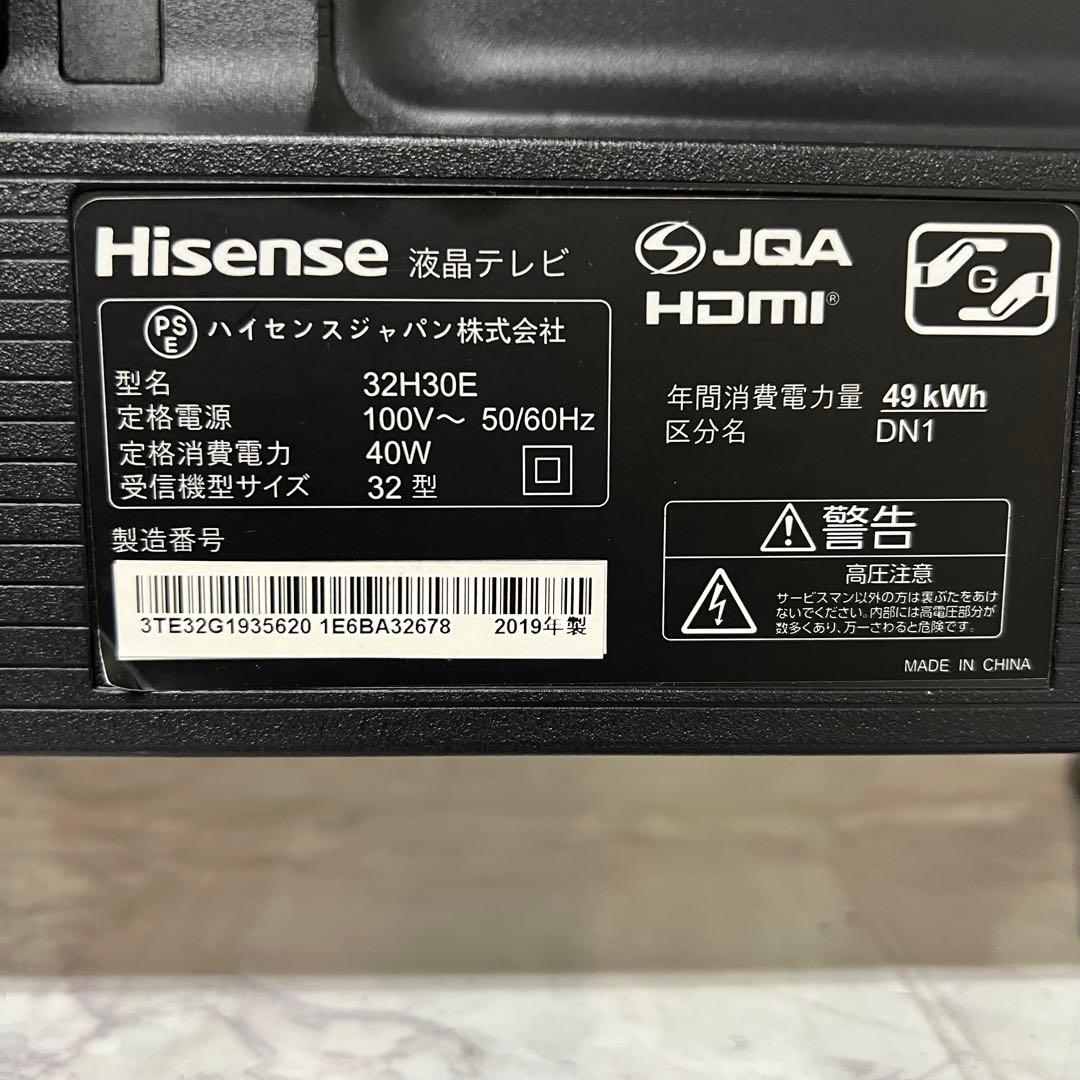 Hisense 液晶テレビ
PS
E
ハイセンスジャパン株式会社
型名 32H30E
定格電源 100V～ 50/60Hz
定格消費電力 40W
受信機型サイズ 32 型
製造番号
3TE32G1935620 1E6BA32678 2019年製
JQA
HDMI®
G
年間消費電力量 49 kWh
区分名 DN1
警告
高圧注意
サービスマン以外の方は裏ぶたをあけ
ないでください。内部には高電圧部分が
数多くあり、万一さわると危険です。
MADE IN CHINA